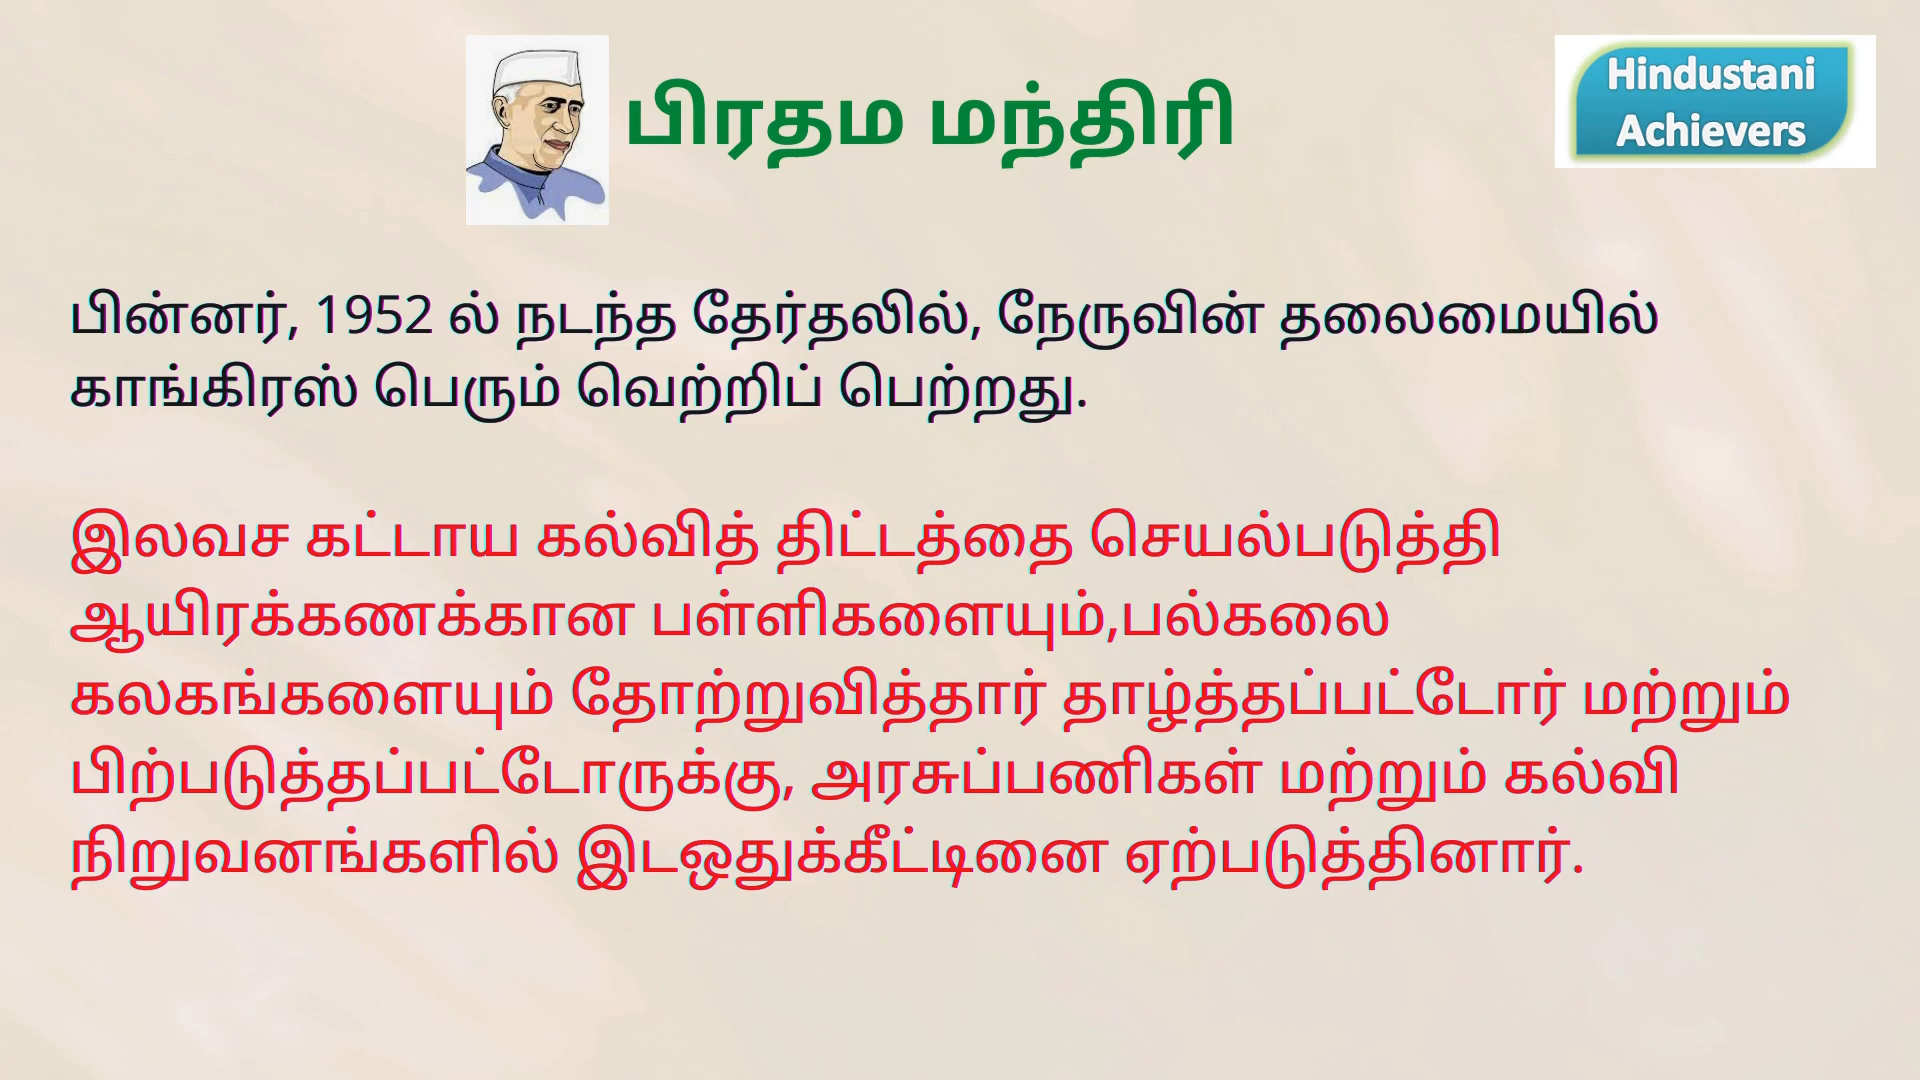 பிரதம மந்திரி
Hindustani
Achievers
பின்னர், 1952 ல் நடந்த தேர்தலில், நேருவின் தலைமையில்
காங்கிரஸ் பெரும் வெற்றிப் பெற்றது.
இலவச கட்டாய கல்வித் திட்டத்தை செயல்படுத்தி
ஆயிரக்கணக்கான பள்ளிகளையும்,பல்கலை
கலகங்களையும் தோற்றுவித்தார் தாழ்த்தப்பட்டோர் மற்றும்
பிற்படுத்தப்பட்டோருக்கு, அரசுப்பணிகள் மற்றும் கல்வி
நிறுவனங்களில் இடஒதுக்கீட்டினை ஏற்படுத்தினார்.